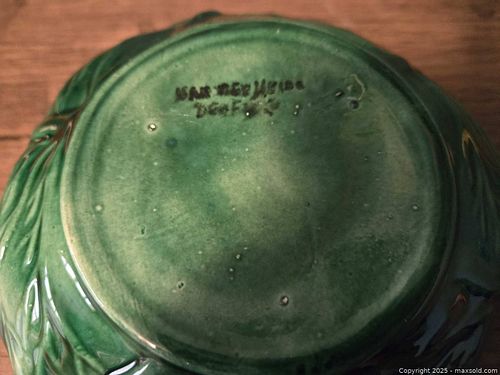 VAN DER HEIDE
Copyright 2025 - maxsold.com